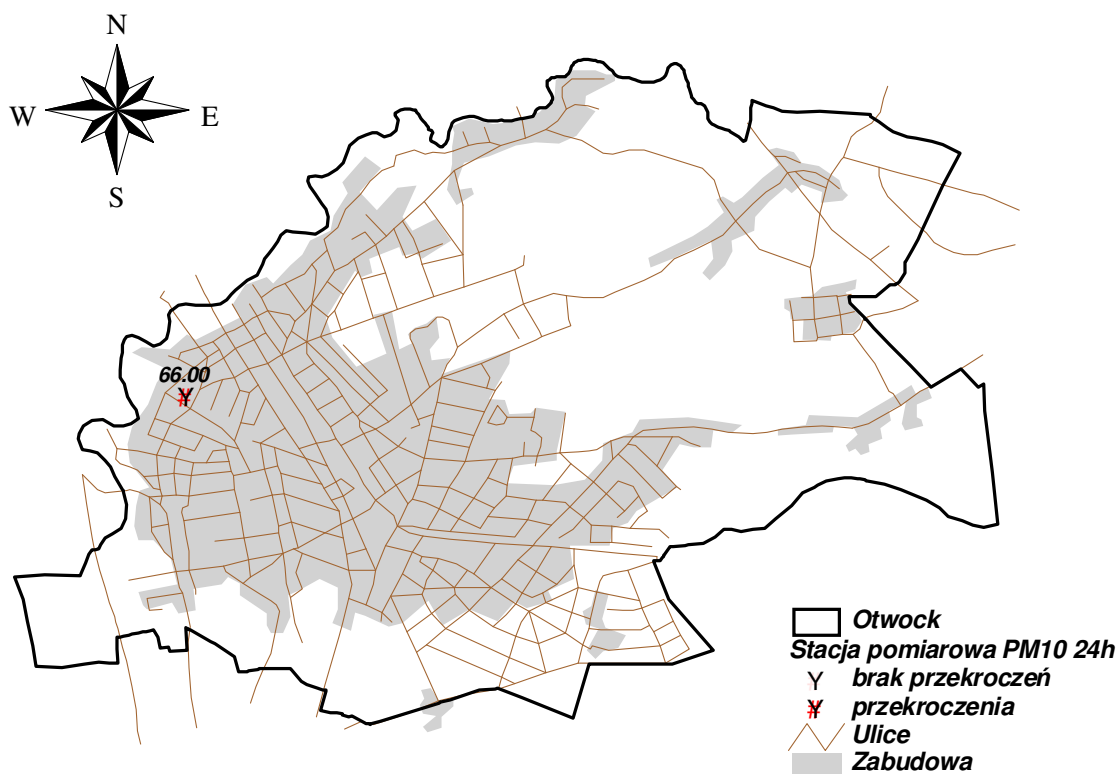 N
W
E
S
66.00
Otwock
Stacja pomiarowa PM10 24h
brak przekroczeń
przekroczenia
Ulice
Zabudowa